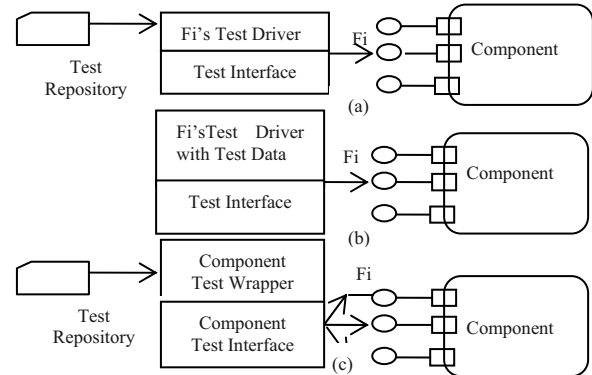 Fi's Test Driver
Test Interface
Test
Repository
Fi
Component
(a)
Fi'sTest Driver
with Test Data
Test Interface
Fi
Component
(b)
Component
Test Wrapper
Component
Test Interface
Test
Repository
Fi
Component
(c)